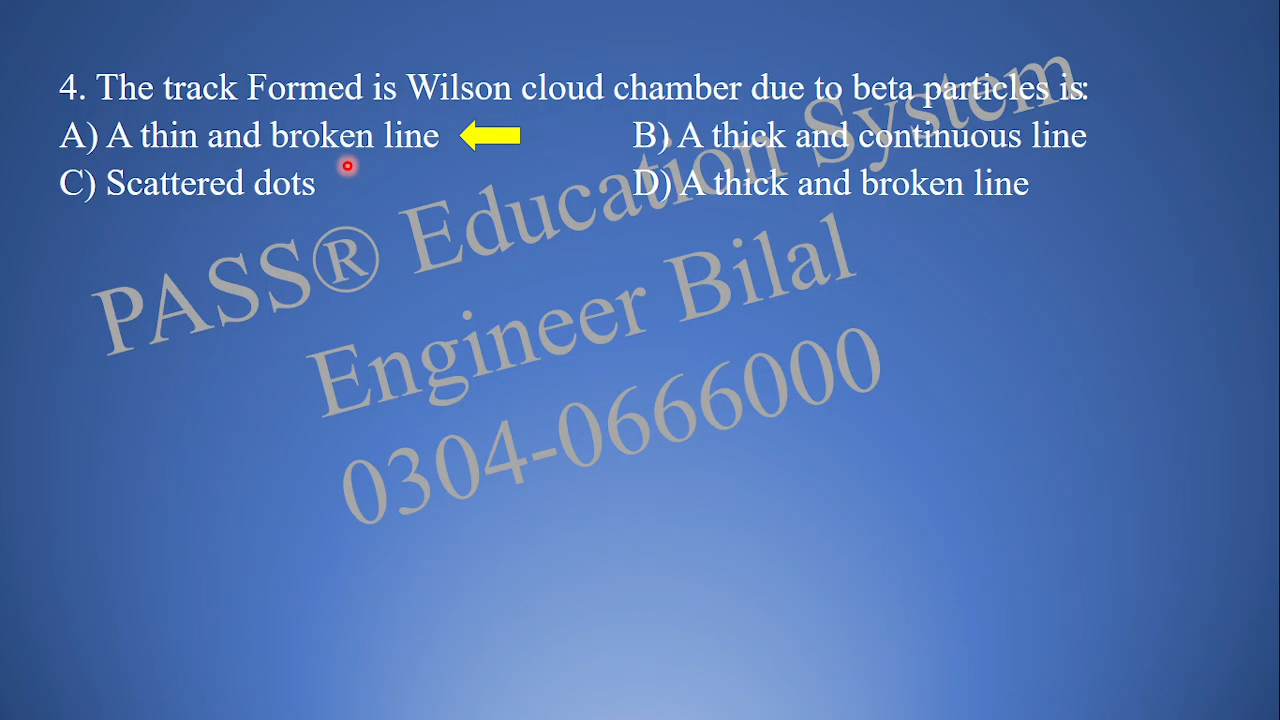 4. The track Formed is Wilson cloud chamber due to beta particles is:
A) A thin and broken line B) A thick and continuous line
C) Scattered dots D) A thick and broken line
PASS® Education System
Engineer Bilal
0304-0666000